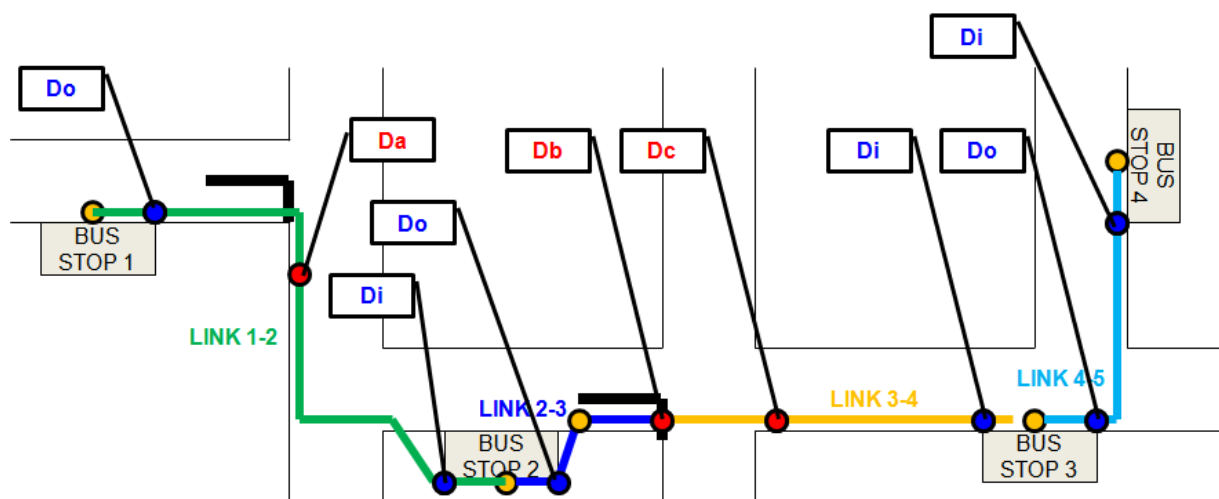 Di
Do
Da
Db
Dc
Di
Do
BUS
STOP 4
Do
BUS
STOP 1
Di
LINK 1-2
LINK 4-5
LINK 3-4
LINK 2-3
BUS
STOP 2
BUS
STOP 3